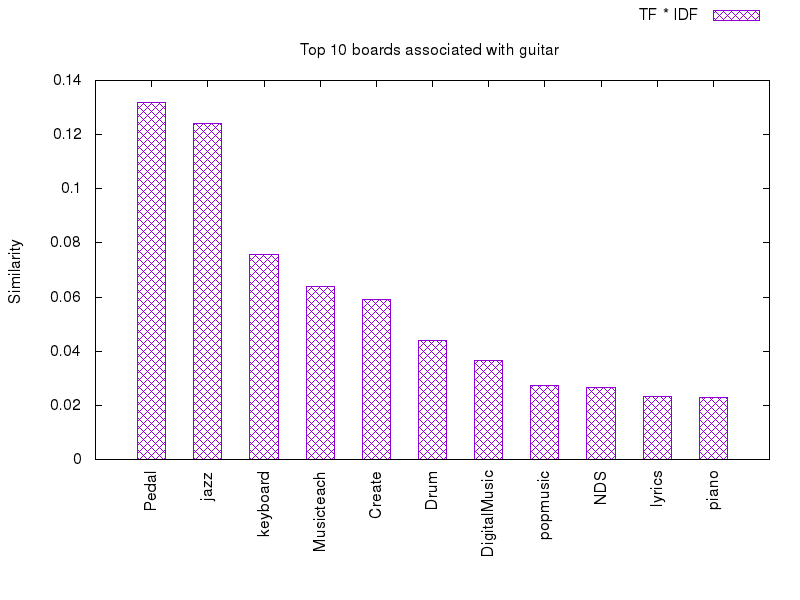 TF * IDF
Top 10 boards associated with guitar
0.14
0.12
0.1
0.08
0.06
0.04
0.02
0
Similarity
Pedal
jazz
keyboard
Musicteach
Create
Drum
DigitalMusic
popmusic
NDS
lyrics
piano